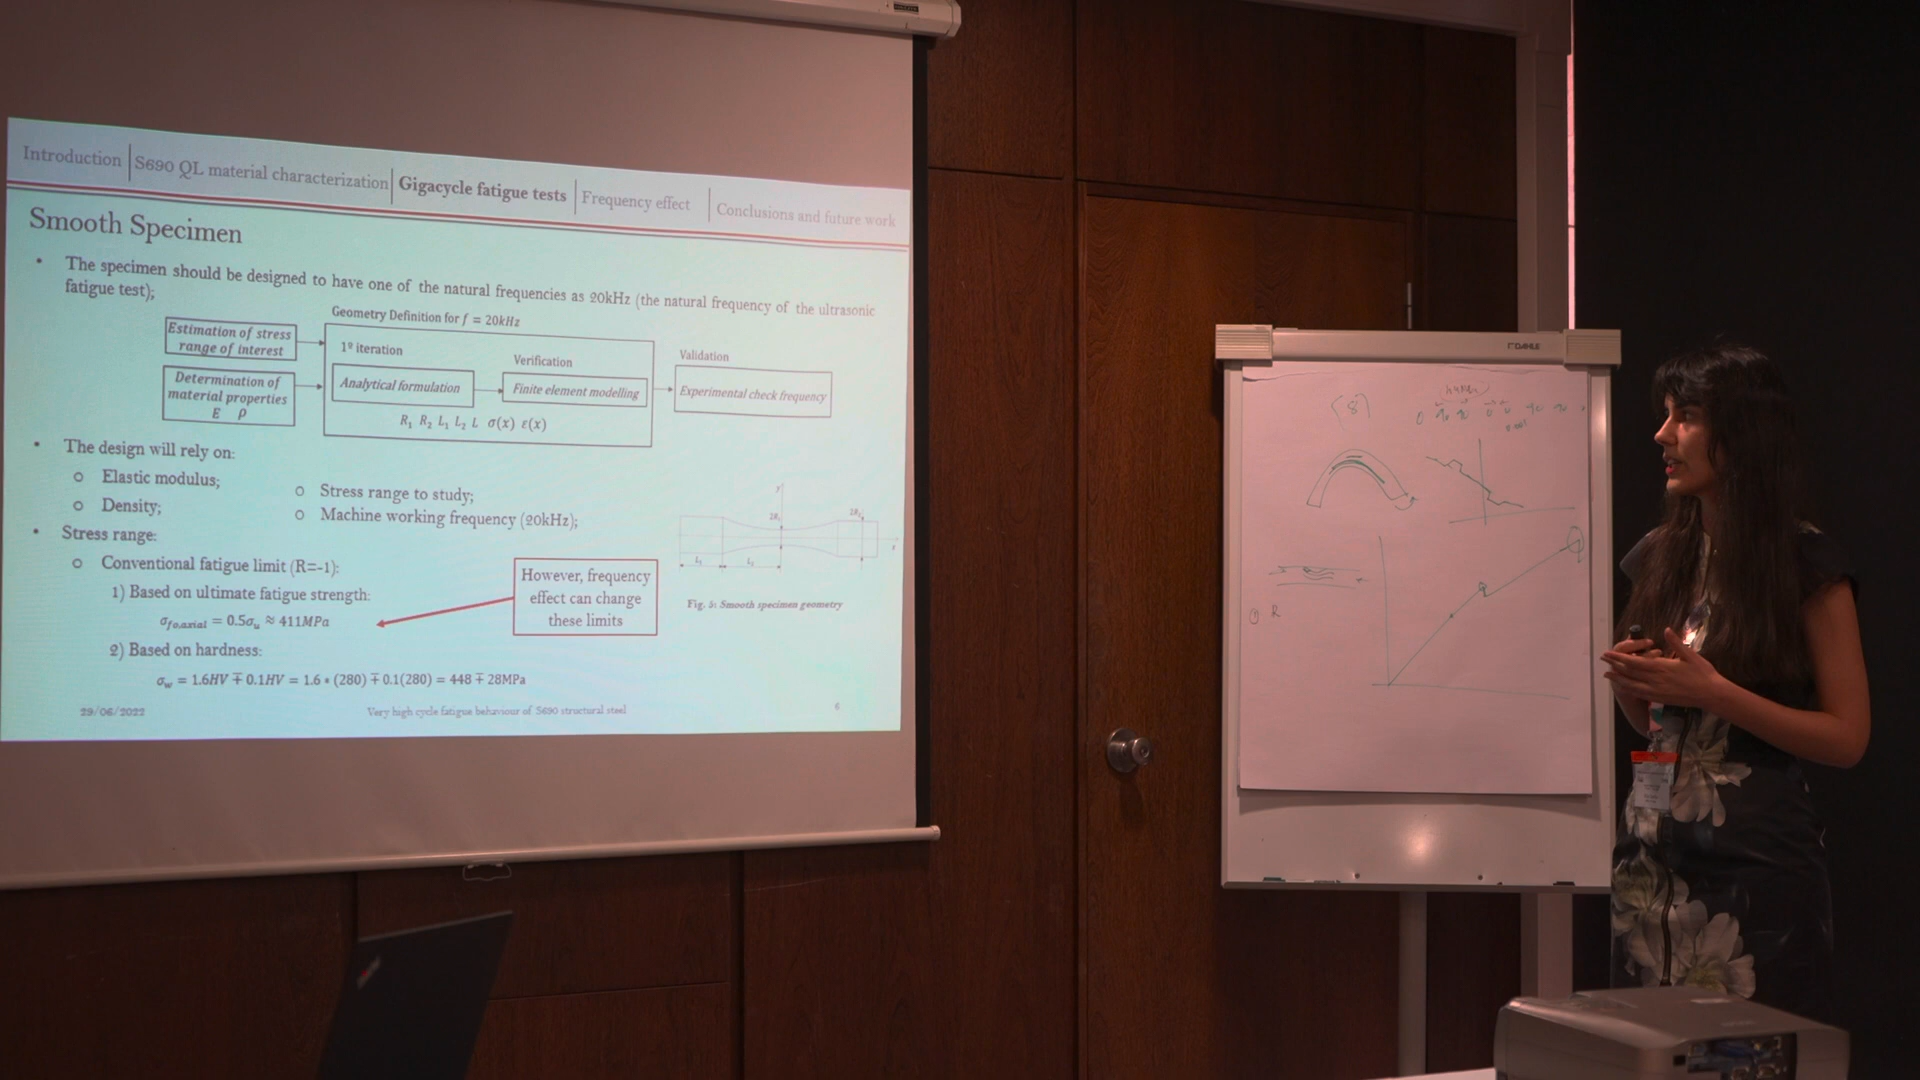 Introduction
S690 QL material characterization
Gigacycle fatigue tests
Frequency effect
Conclusions and future work
Smooth Specimen
• The specimen should be designed to have one of the natural frequencies as 20kHz (the natural frequency of the ultrasonic
fatigue test);
Geometry Definition for f = 20kHz
Estimation of stress
range of interest
Determination of
material properties
E ρ
1º iteration
Analytical formulation
Verification
Finite element modelling
R₁ R₂ L₁ L₂ L σ(x) ε(x)
Validation
Experimental check frequency
• The design will rely on:
o Elastic modulus;
o Density;
o Stress range to study;
o Machine working frequency (20kHz);
• Stress range:
o Conventional fatigue limit (R=-1):
1) Based on ultimate fatigue strength:
σfo,axial = 0.5σu ≈ 411MPa
2) Based on hardness:
σw = 1.6HV ∓ 0.1HV = 1.6 * (280) ∓ 0.1(280) = 448 ∓ 28MPa
However, frequency
effect can change
these limits
Fig. 5: Smooth specimen geometry
29/06/2022
Very high cycle fatigue behaviour of S690 structural steel
6
DAHLE
[8]
R